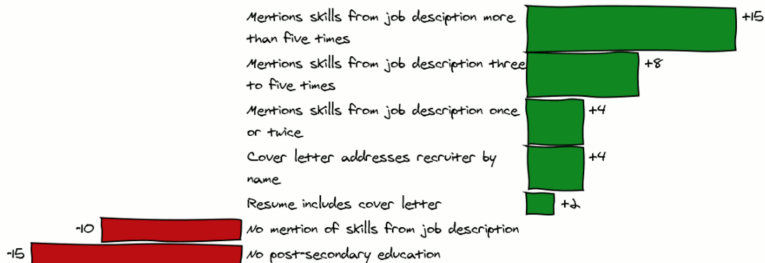 Mentions skills from job desciption more
than five times
+15
Mentions skills from job description three
to five times
+8
Mentions skills from job description once
or twice
+4
Cover letter addresses recruiter by
name
+4
Resume includes cover letter
+2
-10
No mention of skills from job description
-15
No post-secondary education